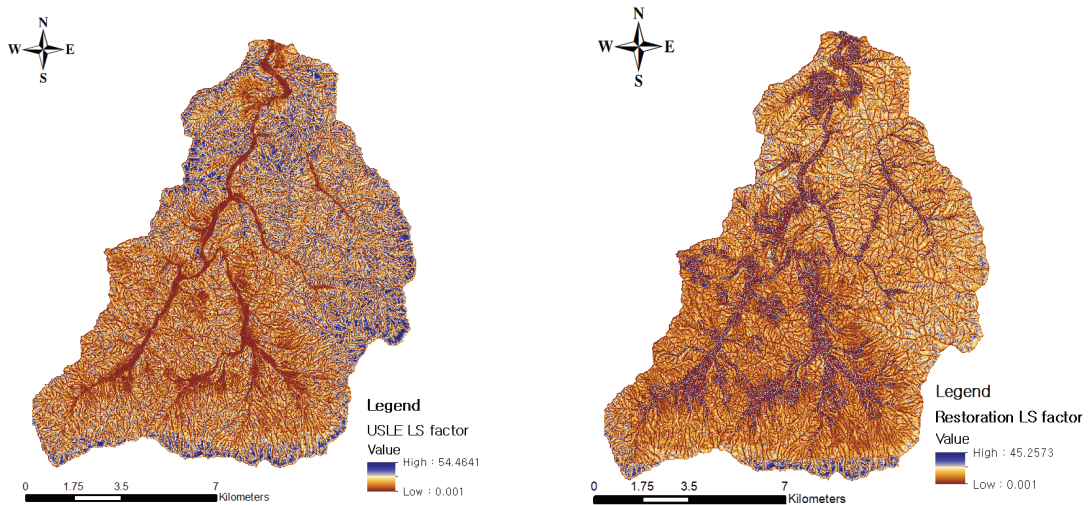 N
W E
S
Legend
USLE LS factor
Value
High : 54.4641
Low : 0.001
0 1.75 3.5 7
Kilometers
N
W E
S
Legend
Restoration LS factor
Value
High : 45.2573
Low : 0.001
0 1.75 3.5 7
Kilometers